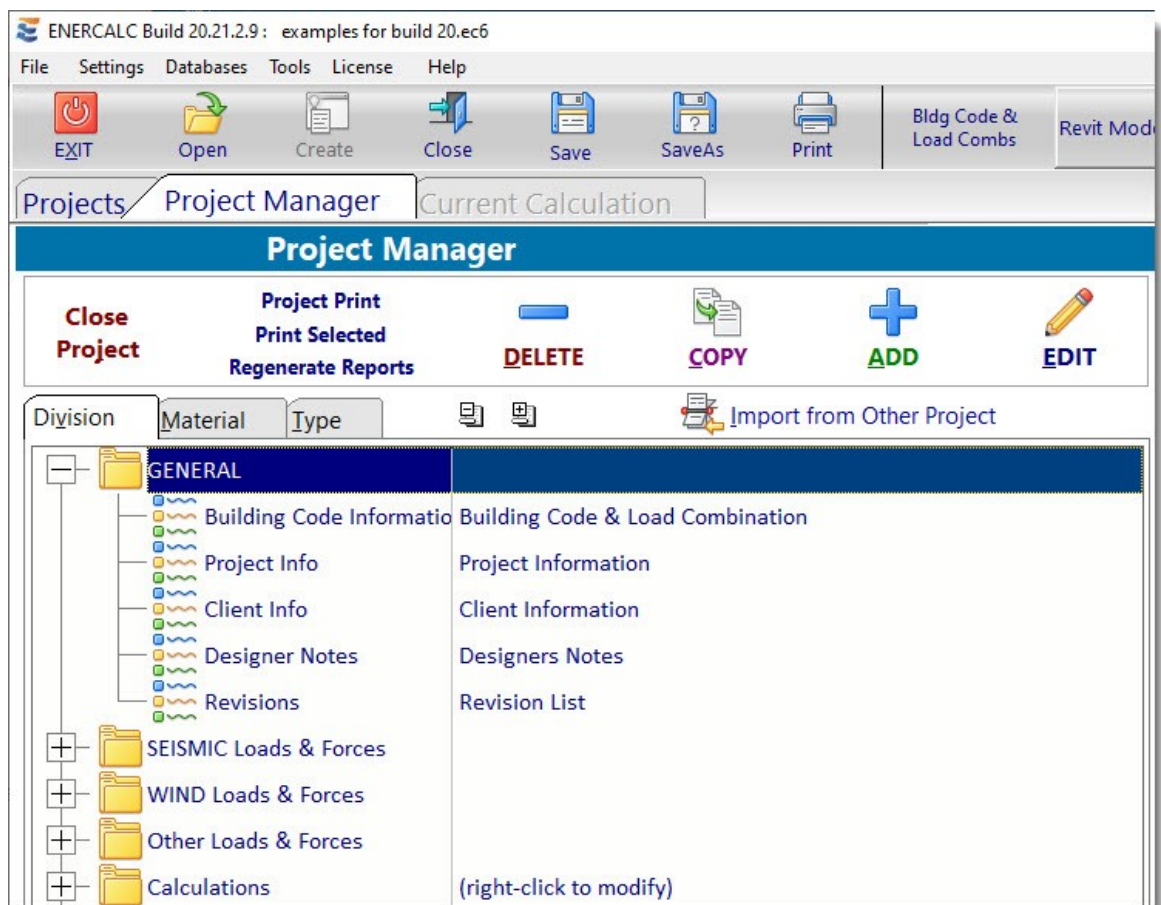 ENERCALC Build 20.21.2.9 : examples for build 20.ec6
File Settings Databases Tools License Help
EXIT Open Create Close Save SaveAs Print Bldg Code & Load Combs Revit Mod
Projects Project Manager Current Calculation
Project Manager
Close Project
Project Print
Print Selected
Regenerate Reports
DELETE COPY ADD EDIT
Division Material Type Import from Other Project
GENERAL
Building Code Informatio Building Code & Load Combination
Project Info Project Information
Client Info Client Information
Designer Notes Designers Notes
Revisions Revision List
SEISMIC Loads & Forces
WIND Loads & Forces
Other Loads & Forces
Calculations (right-click to modify)